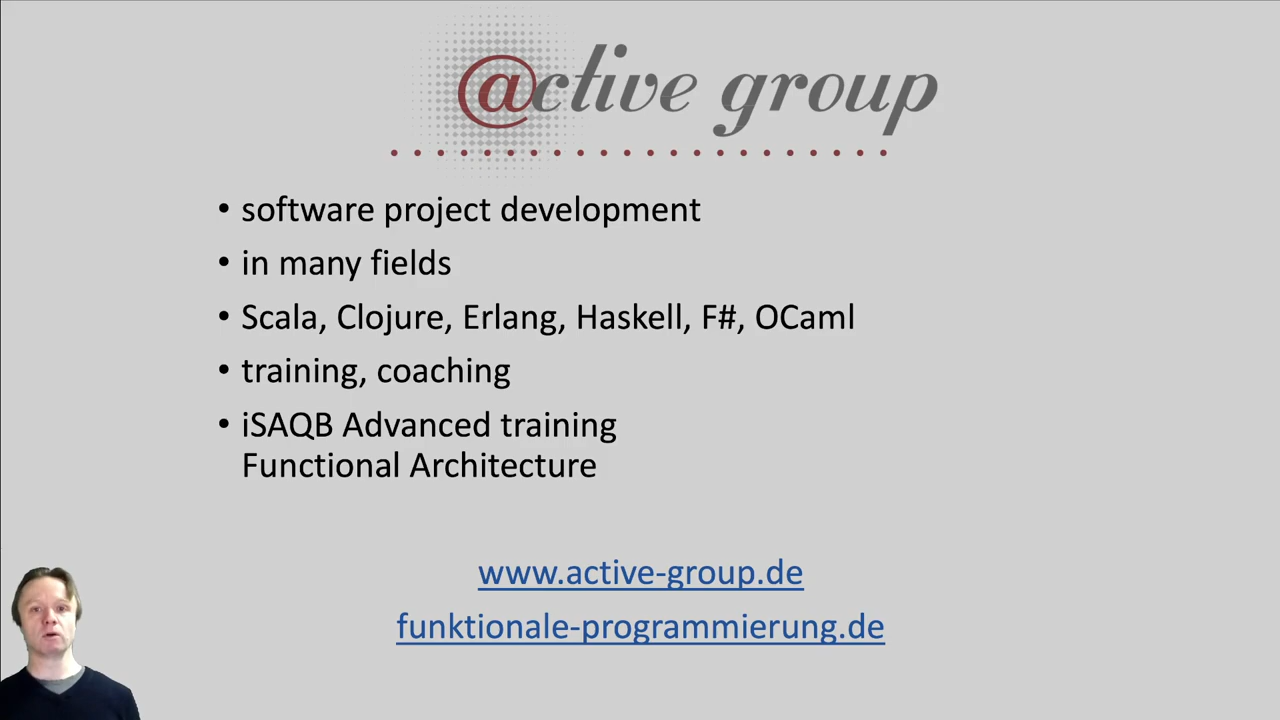 @ctive group
• software project development
• in many fields
• Scala, Clojure, Erlang, Haskell, F#, OCaml
• training, coaching
• iSAQB Advanced training
Functional Architecture
www.active-group.de
funktionale-programmierung.de